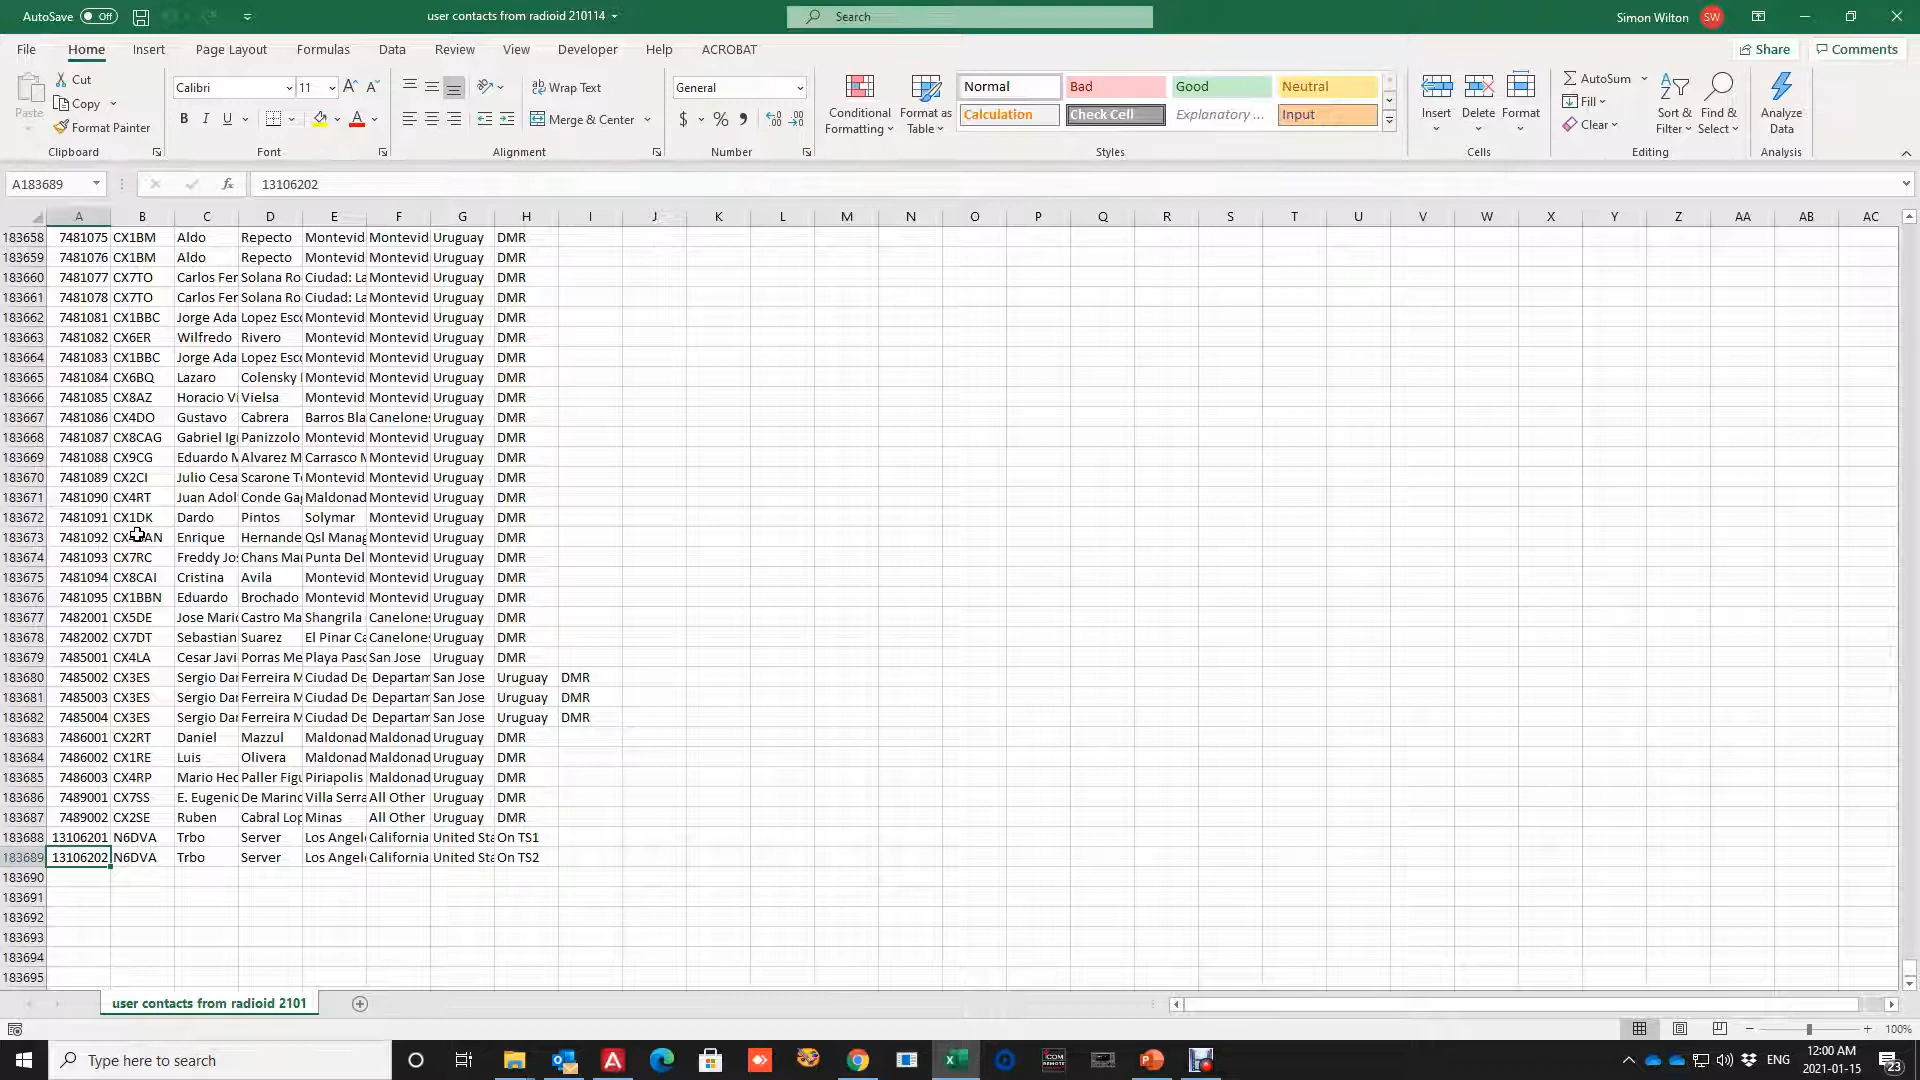 AutoSave Off user contacts from radioid 210114 Search Simon Wilton SW
File Home Insert Page Layout Formulas Data Review View Developer Help ACROBAT Share Comments
Paste Cut Copy Format Painter Clipboard
Calibri 11 B I U Font
Wrap Text Merge & Center Alignment
General $ % Number
Conditional Formatting Format as Table Normal Bad Good Neutral Calculation Check Cell Explanatory ... Input Styles
Insert Delete Format Cells
AutoSum Fill Clear Sort & Filter Find & Select Editing
Analyze Data Analysis
A183689 fx 13106202
A B C D E F G H I J K L M N O P Q R S T U V W X Y Z AA AB AC
183658 7481075 CX1BM Aldo Repecto Montevid Montevid Uruguay DMR
183659 7481076 CX1BM Aldo Repecto Montevid Montevid Uruguay DMR
183660 7481077 CX7TO Carlos Fer Solana Ro Ciudad: La Montevid Uruguay DMR
183661 7481078 CX7TO Carlos Fer Solana Ro Ciudad: La Montevid Uruguay DMR
183662 7481081 CX1BBC Jorge Ada Lopez Esco Montevid Montevid Uruguay DMR
183663 7481082 CX6ER Wilfredo Rivero Montevid Montevid Uruguay DMR
183664 7481083 CX1BBC Jorge Ada Lopez Esco Montevid Montevid Uruguay DMR
183665 7481084 CX6BQ Lazaro Colensky Montevid Montevid Uruguay DMR
183666 7481085 CX8AZ Horacio Vi Vielsa Montevid Montevid Uruguay DMR
183667 7481086 CX4DO Gustavo Cabrera Barros Bla Canelone Uruguay DMR
183668 7481087 CX8CAG Gabriel Ig Panizzolo Montevid Montevid Uruguay DMR
183669 7481088 CX9CG Eduardo M Alvarez M Carrasco M Montevid Uruguay DMR
183670 7481089 CX2CI Julio Cesa Scarone T Montevid Montevid Uruguay DMR
183671 7481090 CX4RT Juan Adol Conde Ga Maldonad Montevid Uruguay DMR
183672 7481091 CX1DK Dardo Pintos Solymar Montevid Uruguay DMR
183673 7481092 Enrique Hernande Qsl Manag Montevid Uruguay DMR
183674 7481093 CX7RC Freddy Jo Chans Ma Punta Del Montevid Uruguay DMR
183675 7481094 CX8CAI Cristina Avila Montevid Montevid Uruguay DMR
183676 7481095 CX1BBN Eduardo Brochado Montevid Montevid Uruguay DMR
183677 7482001 CX5DE Jose Mari Castro Ma Shangrila Canelone Uruguay DMR
183678 7482002 CX7DT Sebastian Suarez El Pinar Ca Canelone Uruguay DMR
183679 7485001 CX4LA Cesar Javi Porras Me Playa Pasc San Jose Uruguay DMR
183680 7485002 CX3ES Sergio Dar Ferreira M Ciudad De Departam San Jose Uruguay DMR
183681 7485003 CX3ES Sergio Dar Ferreira M Ciudad De Departam San Jose Uruguay DMR
183682 7485004 CX3ES Sergio Dar Ferreira M Ciudad De Departam San Jose Uruguay DMR
183683 7486001 CX2RT Daniel Mazzul Maldonad Maldonad Uruguay DMR
183684 7486002 CX1RE Luis Olivera Maldonad Maldonad Uruguay DMR
183685 7486003 CX4RP Mario Hec Paller Figu Piriapolis Maldonad Uruguay DMR
183686 7489001 CX7SS E. Eugenio De Marino Villa Serra All Other Uruguay DMR
183687 7489002 CX2SE Ruben Cabral Lop Minas All Other Uruguay DMR
183688 13106201 N6DVA Trbo Server Los Angel California United Sta On TS1
183689 13106202 N6DVA Trbo Server Los Angel California United Sta On TS2
183690
183691
183692
183693
183694
183695
user contacts from radioid 2101
100%
Type here to search ENG 12:00 AM 2021-01-15 23